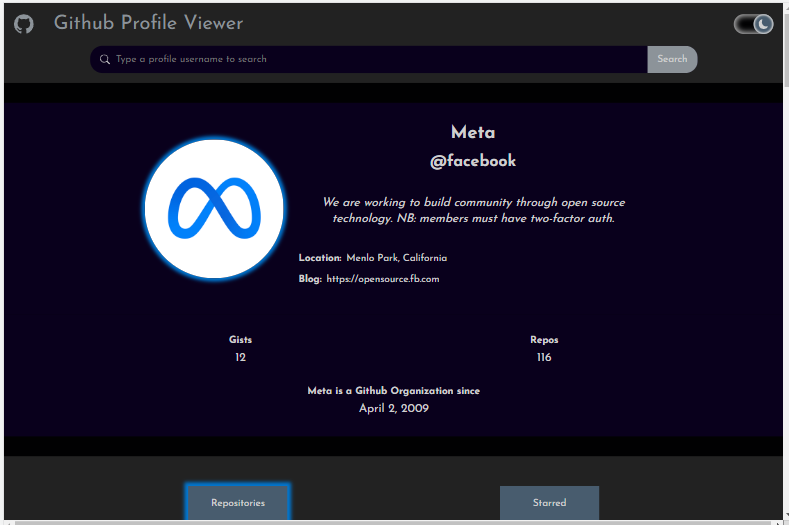 Github Profile Viewer
Type a profile username to search
Search
Meta
@facebook
We are working to build community through open source
technology. NB: members must have two-factor auth.
Location: Menlo Park, California
Blog: https://opensource.fb.com
Gists
12
Repos
116
Meta is a Github Organization since
April 2, 2009
Repositories
Starred